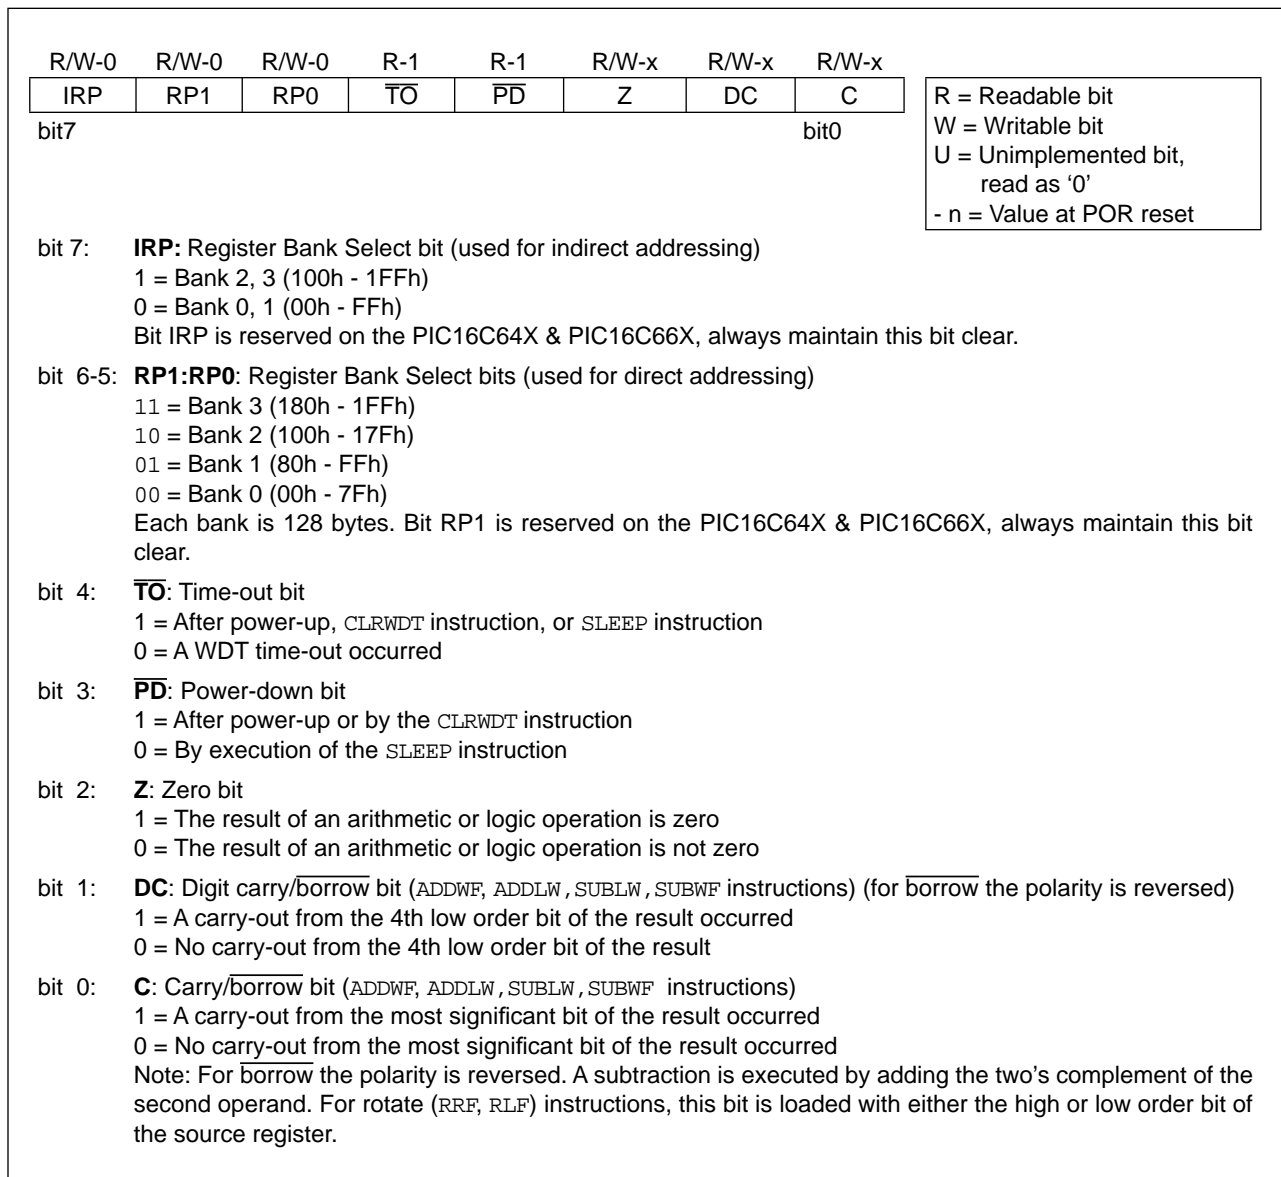 R/W-0 R/W-0 R/W-0 R-1 R-1 R/W-x R/W-x R/W-x
IRP RP1 RP0 T̅O̅ P̅D̅ Z DC C
bit7 bit0
R = Readable bit
W = Writable bit
U = Unimplemented bit,
read as ‘0’
- n = Value at POR reset
bit 7: IRP: Register Bank Select bit (used for indirect addressing)
1 = Bank 2, 3 (100h - 1FFh)
0 = Bank 0, 1 (00h - FFh)
Bit IRP is reserved on the PIC16C64X & PIC16C66X, always maintain this bit clear.
bit 6-5: RP1:RP0: Register Bank Select bits (used for direct addressing)
11 = Bank 3 (180h - 1FFh)
10 = Bank 2 (100h - 17Fh)
01 = Bank 1 (80h - FFh)
00 = Bank 0 (00h - 7Fh)
Each bank is 128 bytes. Bit RP1 is reserved on the PIC16C64X & PIC16C66X, always maintain this bit
clear.
bit 4: T̅O̅: Time-out bit
1 = After power-up, CLRWDT instruction, or SLEEP instruction
0 = A WDT time-out occurred
bit 3: P̅D̅: Power-down bit
1 = After power-up or by the CLRWDT instruction
0 = By execution of the SLEEP instruction
bit 2: Z: Zero bit
1 = The result of an arithmetic or logic operation is zero
0 = The result of an arithmetic or logic operation is not zero
bit 1: DC: Digit carry/b̅o̅r̅r̅o̅w̅ bit (ADDWF, ADDLW,SUBLW,SUBWF instructions) (for b̅o̅r̅r̅o̅w̅ the polarity is reversed)
1 = A carry-out from the 4th low order bit of the result occurred
0 = No carry-out from the 4th low order bit of the result
bit 0: C: Carry/b̅o̅r̅r̅o̅w̅ bit (ADDWF, ADDLW,SUBLW,SUBWF instructions)
1 = A carry-out from the most significant bit of the result occurred
0 = No carry-out from the most significant bit of the result occurred
Note: For b̅o̅r̅r̅o̅w̅ the polarity is reversed. A subtraction is executed by adding the two’s complement of the
second operand. For rotate (RRF, RLF) instructions, this bit is loaded with either the high or low order bit of
the source register.